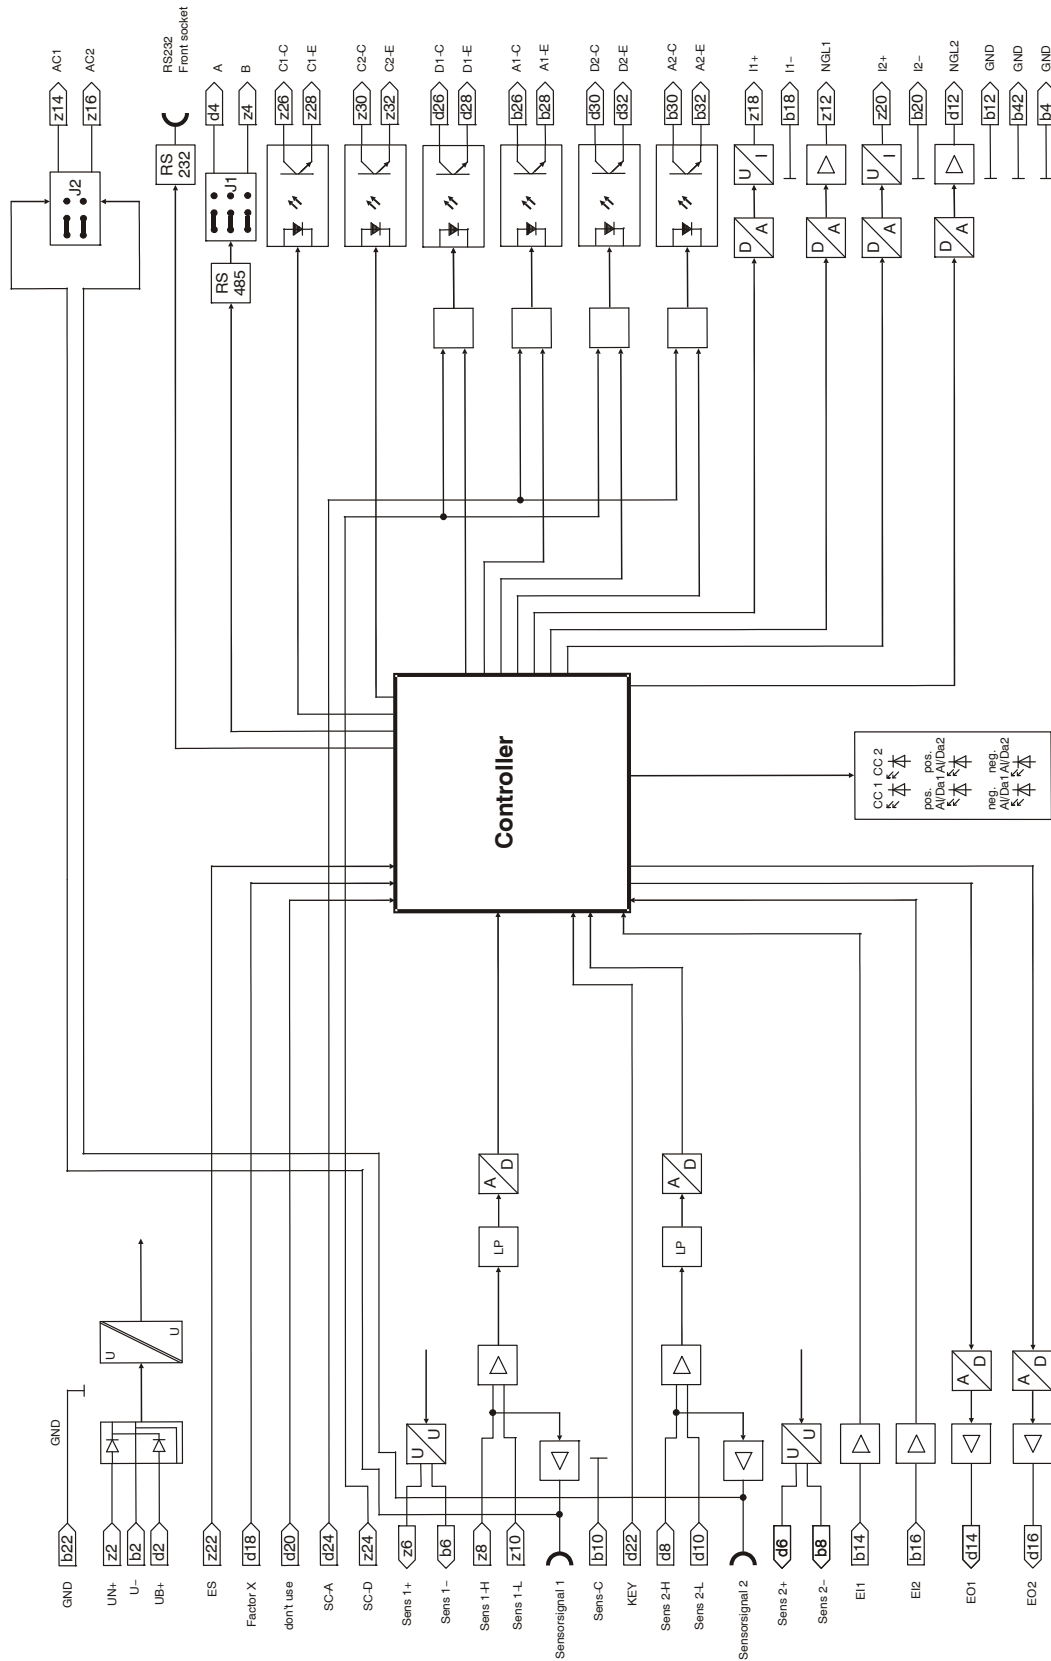 AC1
z14
AC2
z16
J2
RS232
Front socket
RS
232
A
d4
B
z4
J1
RS
485
C1-C
z26
C1-E
z28
C2-C
z30
C2-E
z32
D1-C
d26
D1-E
d28
A1-C
b26
A1-E
b28
D2-C
d30
D2-E
d32
A2-C
b30
A2-E
b32
I1+
z18
U
I
D
A
I1−
b18
NGL1
z12
D
A
I2+
z20
U
I
D
A
I2−
b20
NGL2
d12
D
A
GND
b12
GND
b42
GND
b4
Controller
CC 1 CC 2
pos. pos.
Al/Da1 Al/Da2
neg. neg.
Al/Da1 Al/Da2
GND
GND
b22
UN+
z2
U−
b2
UB+
d2
U
U
ES
z22
Factor X
d18
don't use
d20
SC-A
d24
SC-D
z24
Sens 1+
z6
Sens 1−
b6
U
U
Sens 1-H
z8
Sens 1-L
z10
LP
A
D
Sensorsignal 1
Sens-C
b10
KEY
d22
Sens 2-H
d8
Sens 2-L
d10
LP
A
D
Sensorsignal 2
Sens 2+
d6
Sens 2−
b8
U
U
EI1
b14
EI2
b16
EO1
d14
A
D
EO2
d16
A
D